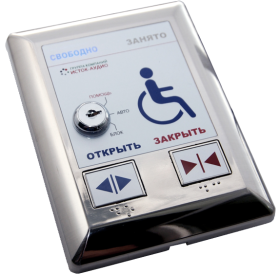 СВОБОДНО ЗАНЯТО
ИСТОК АУДИО
ПОМОЩЬ
АВТО
БЛОК
ОТКРЫТЬ ЗАКРЫТЬ